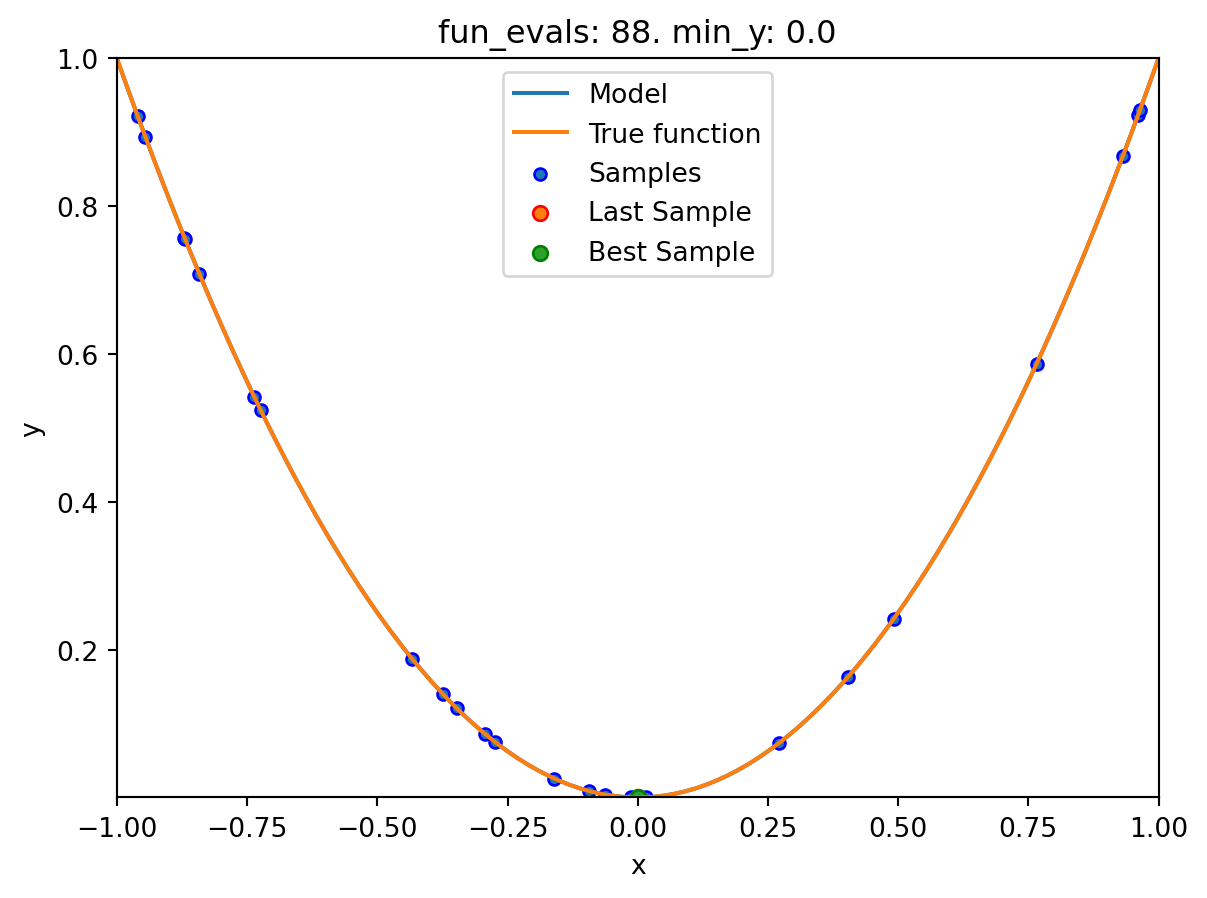 fun_evals: 88. min_y: 0.0
1.0
0.8
0.6
0.4
0.2
y
Model
True function
Samples
Last Sample
Best Sample
−1.00 −0.75 −0.50 −0.25 0.00 0.25 0.50 0.75 1.00
x